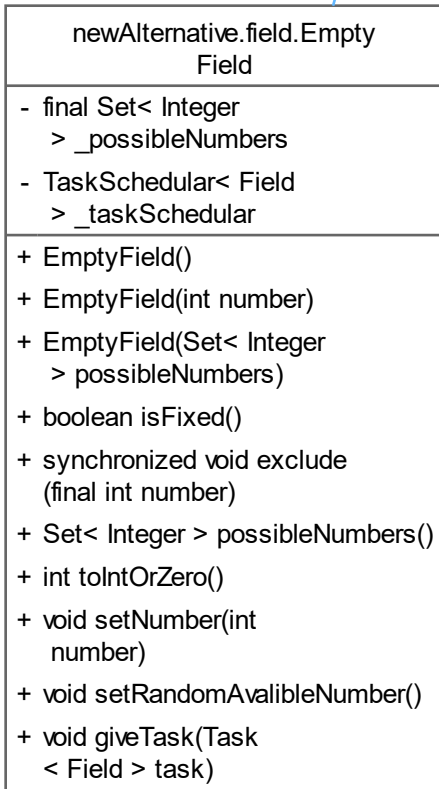 newAlternative.field.Empty
Field
- final Set< Integer
> _possibleNumbers
- TaskSchedular< Field
> _taskSchedular
+ EmptyField()
+ EmptyField(int number)
+ EmptyField(Set< Integer
> possibleNumbers)
+ boolean isFixed()
+ synchronized void exclude
(final int number)
+ Set< Integer > possibleNumbers()
+ int toIntOrZero()
+ void setNumber(int
number)
+ void setRandomAvalibleNumber()
+ void giveTask(Task
< Field > task)